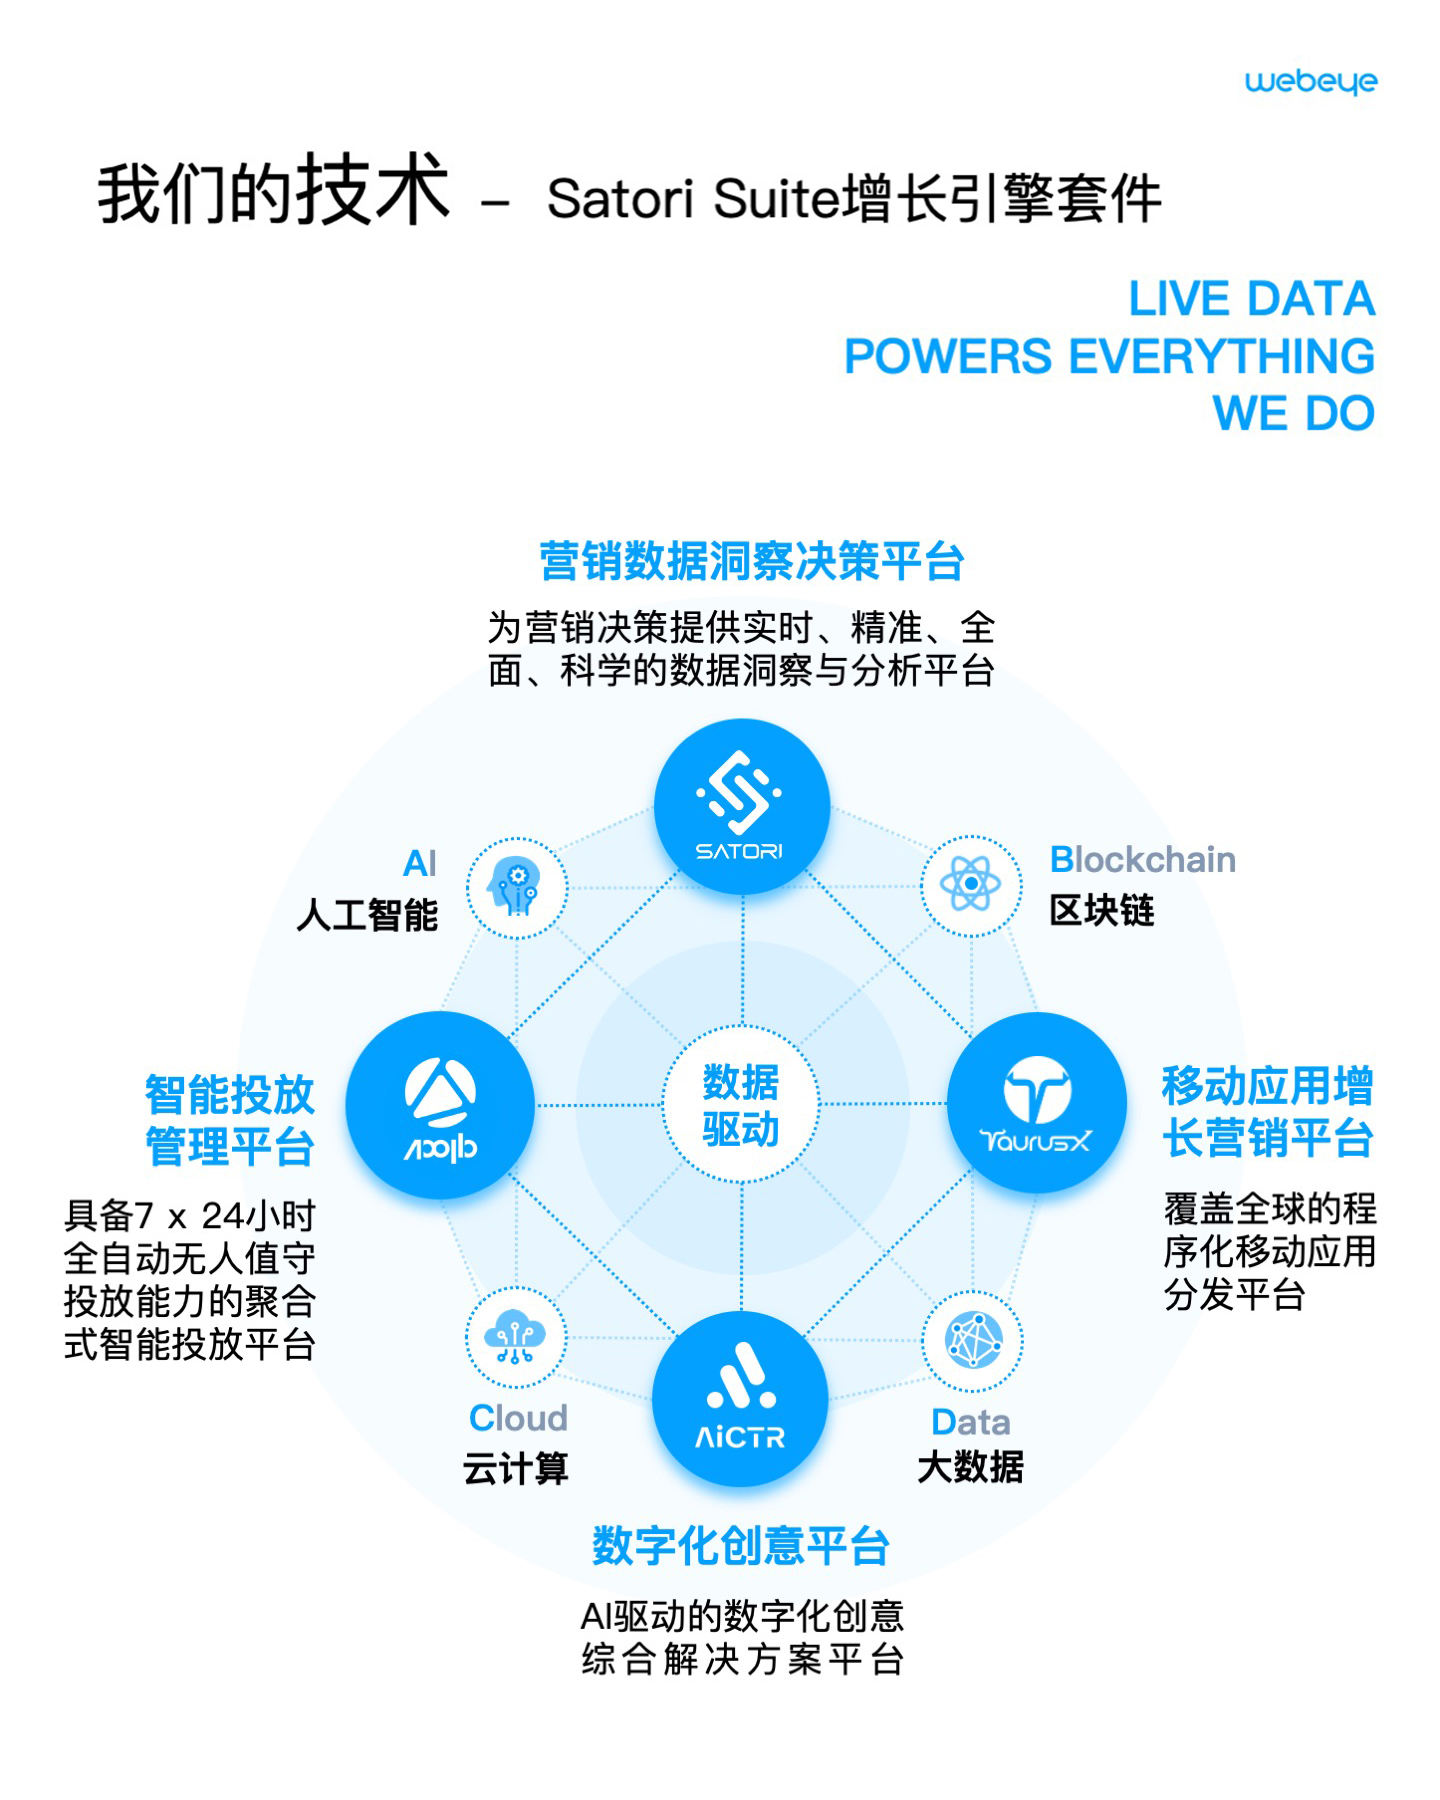 webeye
我们的技术 – Satori Suite增长引擎套件
LIVE DATA
POWERS EVERYTHING
WE DO
营销数据洞察决策平台
为营销决策提供实时、精准、全
面、科学的数据洞察与分析平台
SATORI
AI
人工智能
Blockchain
区块链
智能投放
管理平台
具备7 x 24小时
全自动无人值守
投放能力的聚合
式智能投放平台
Apollo
数据
驱动
TaurusX
移动应用增
长营销平台
覆盖全球的程
序化移动应用
分发平台
Cloud
云计算
AiCTR
Data
大数据
数字化创意平台
AI驱动的数字化创意
综合解决方案平台